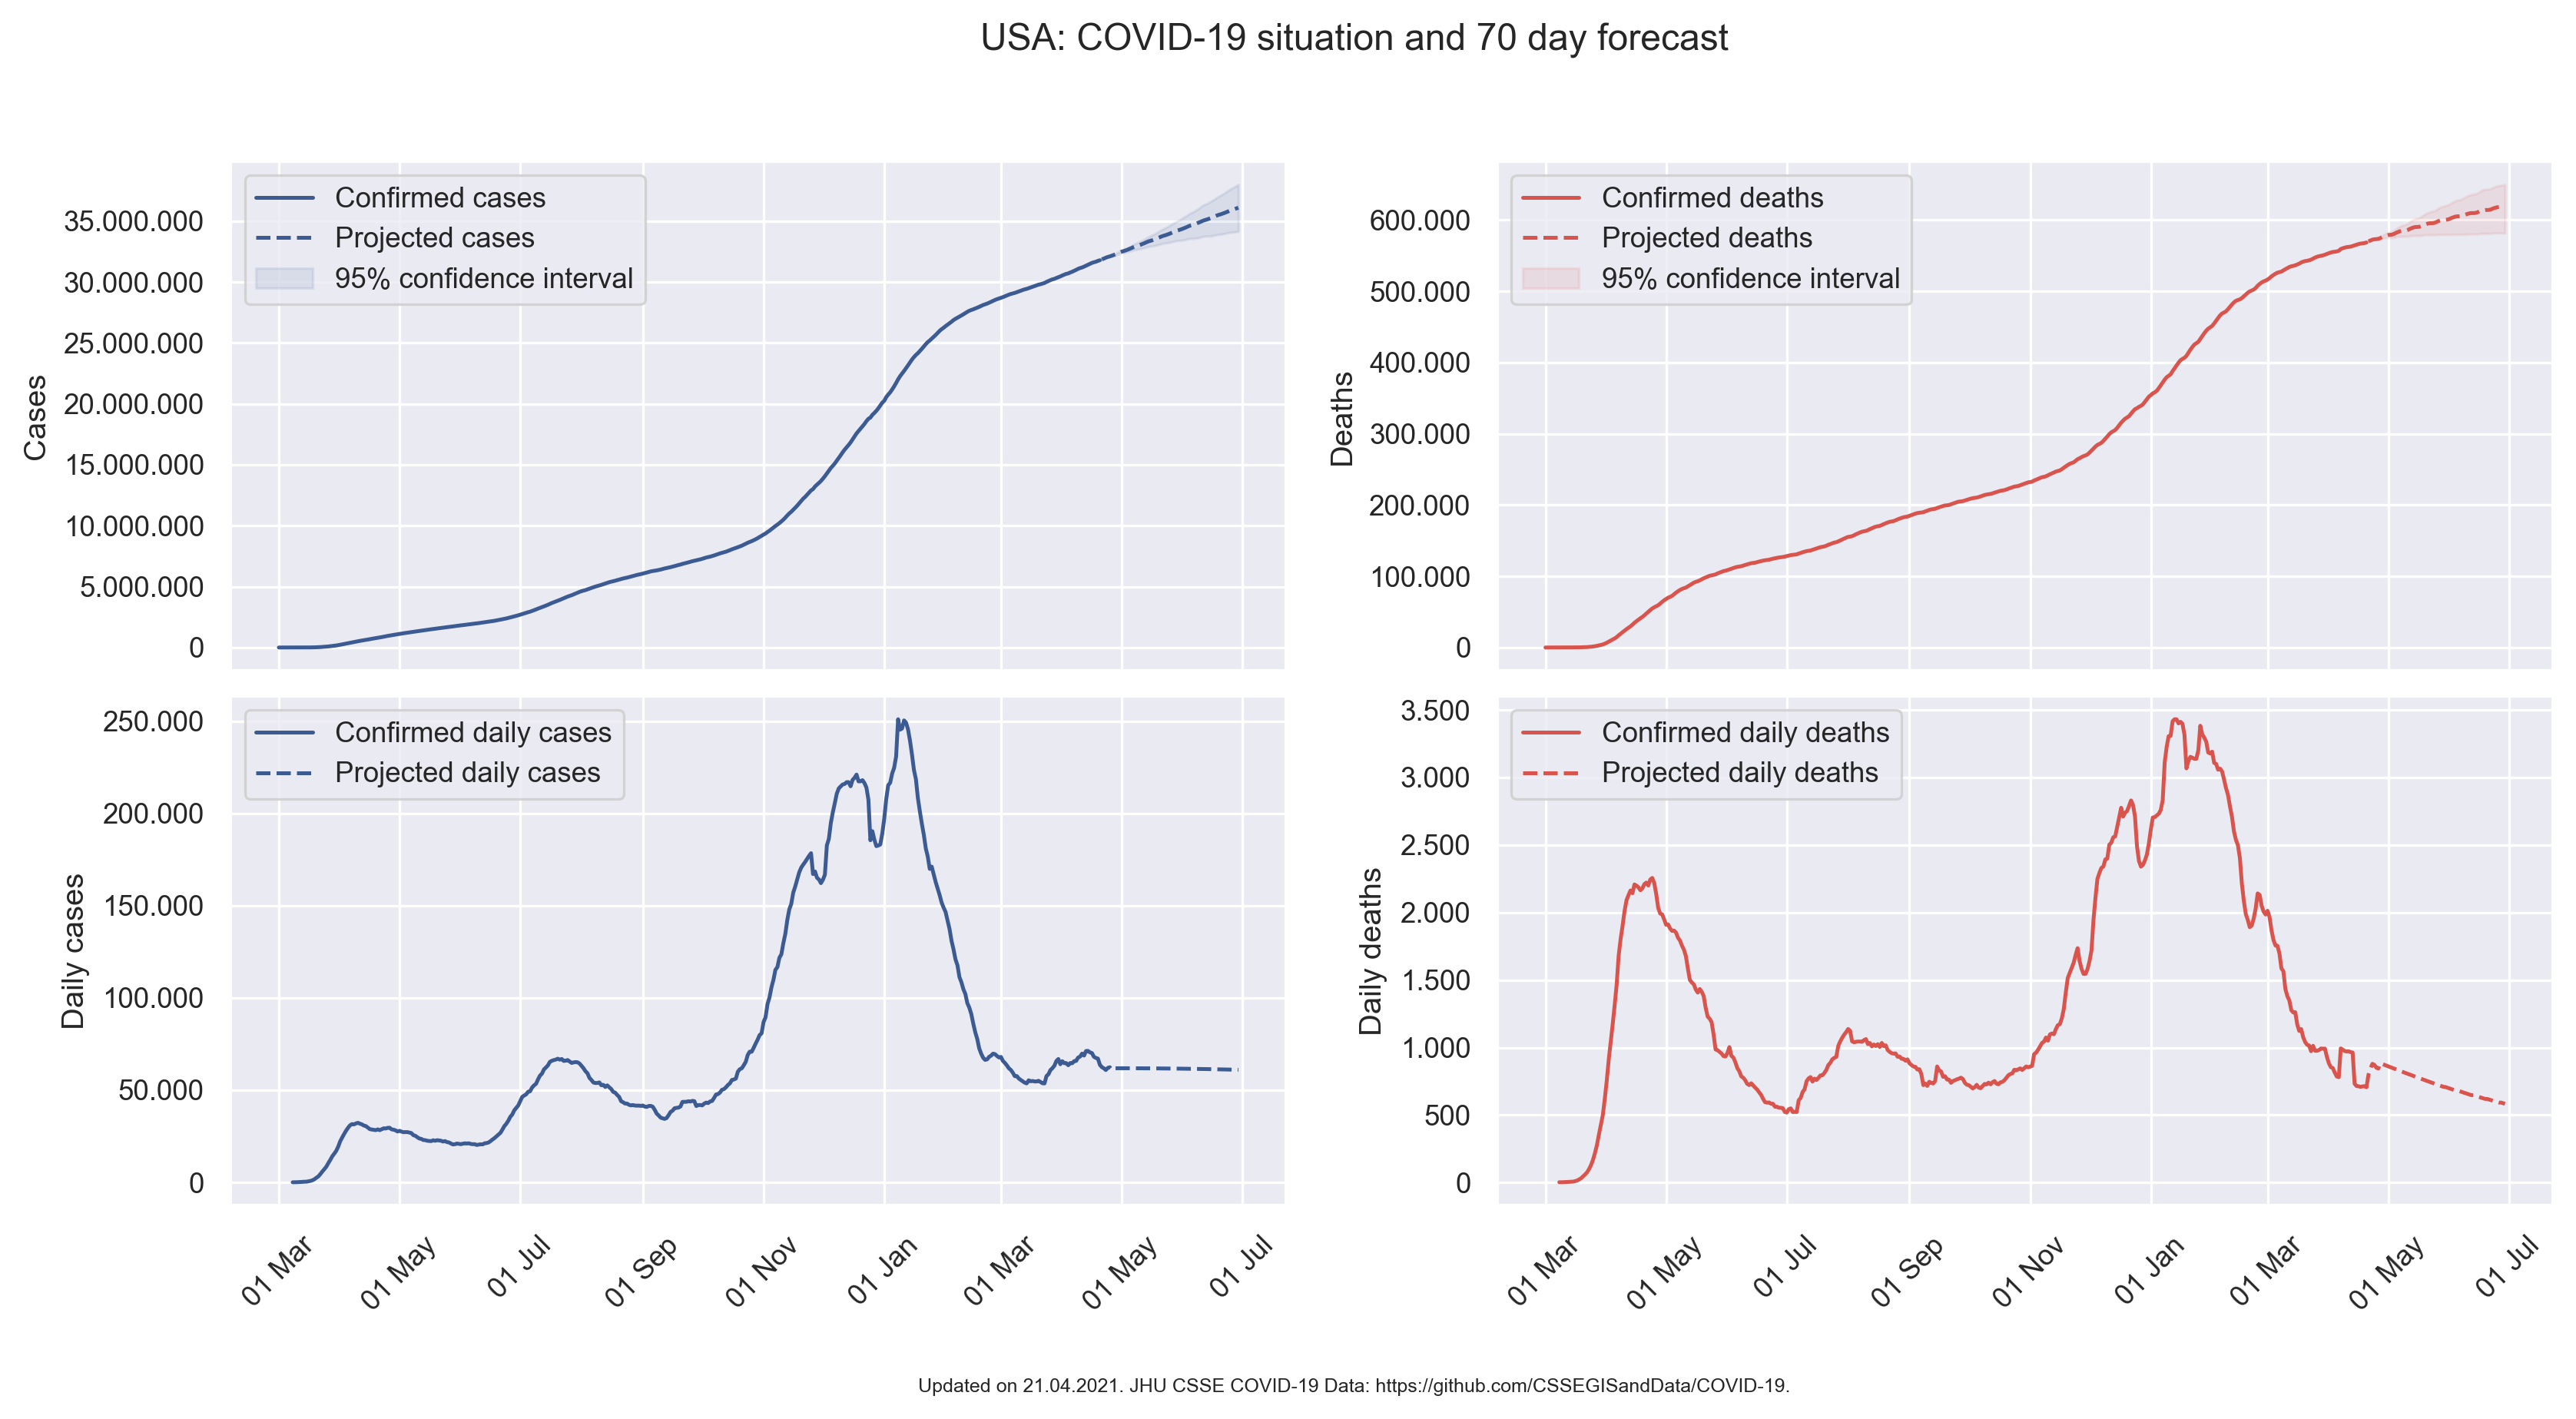 USA: COVID-19 situation and 70 day forecast
Confirmed cases
Projected cases
95% confidence interval
35.000.000
30.000.000
25.000.000
20.000.000
15.000.000
10.000.000
5.000.000
0
Cases
Confirmed deaths
Projected deaths
95% confidence interval
600.000
500.000
400.000
300.000
200.000
100.000
0
Deaths
Confirmed daily cases
Projected daily cases
250.000
200.000
150.000
100.000
50.000
0
Daily cases
01 Mar
01 May
01 Jul
01 Sep
01 Nov
01 Jan
01 Mar
01 May
01 Jul
Confirmed daily deaths
Projected daily deaths
3.500
3.000
2.500
2.000
1.500
1.000
500
0
Daily deaths
01 Mar
01 May
01 Jul
01 Sep
01 Nov
01 Jan
01 Mar
01 May
01 Jul
Updated on 21.04.2021. JHU CSSE COVID-19 Data: https://github.com/CSSEGISandData/COVID-19.